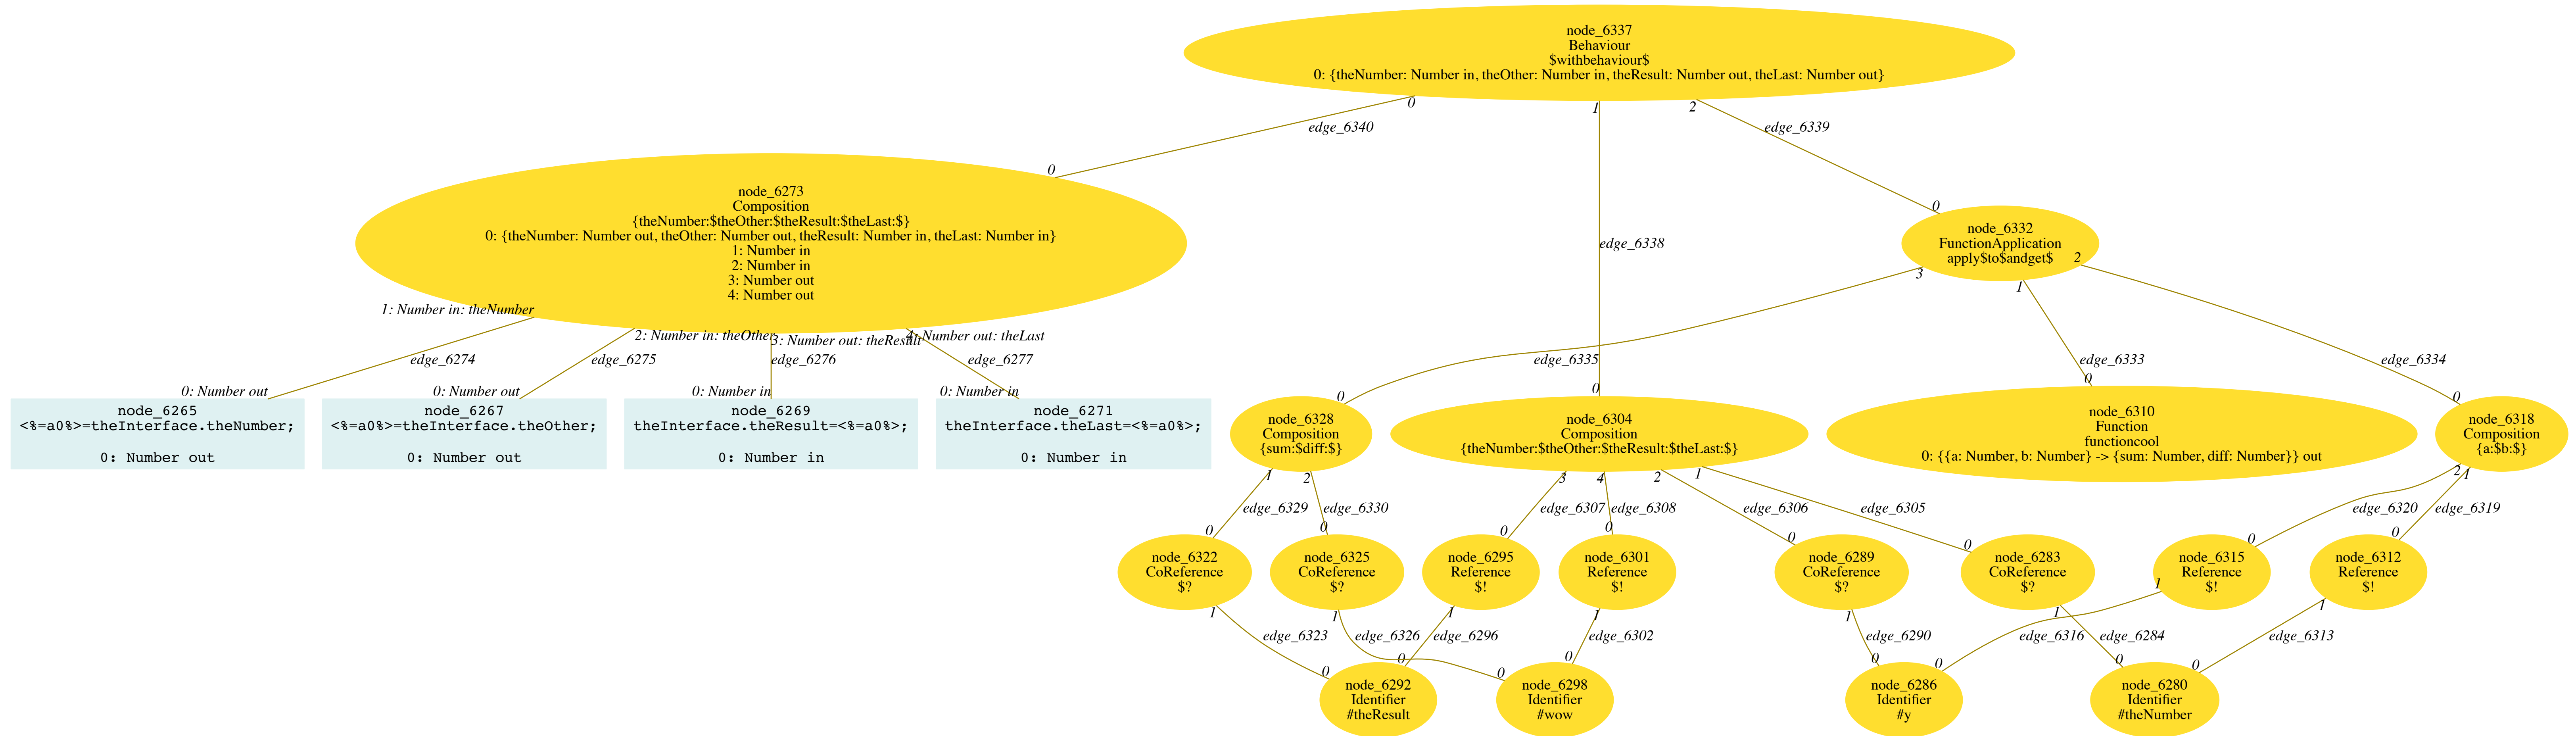 node_6337
Behaviour
$withbehaviour$
0: {theNumber: Number in, theOther: Number in, theResult: Number out, theLast: Number out}
0
1
2
edge_6340
edge_6339
0
0
node_6273
Composition
{theNumber:$theOther:$theResult:$theLast:$}
0: {theNumber: Number out, theOther: Number out, theResult: Number in, theLast: Number in}
1: Number in
2: Number in
3: Number out
4: Number out
edge_6338
node_6332
FunctionApplication
apply$to$andget$
3
1
2
1: Number in: theNumber
2: Number in: theOther
3: Number out: theResult
4: Number out: theLast
edge_6274
edge_6275
edge_6276
edge_6277
edge_6335
edge_6333
edge_6334
0: Number out
0: Number out
0: Number in
0: Number in
0
0
0
0
node_6265
<%=a0%>=theInterface.theNumber;
0: Number out
node_6267
<%=a0%>=theInterface.theOther;
0: Number out
node_6269
theInterface.theResult=<%=a0%>;
0: Number in
node_6271
theInterface.theLast=<%=a0%>;
0: Number in
node_6328
Composition
{sum:$diff:$}
node_6304
Composition
{theNumber:$theOther:$theResult:$theLast:$}
node_6310
Function
functioncool
0: {{a: Number, b: Number} -> {sum: Number, diff: Number}} out
node_6318
Composition
{a:$b:$}
1
2
3
4
2
1
2
1
edge_6329
edge_6330
edge_6307
edge_6308
edge_6306
edge_6305
edge_6320
edge_6319
0
0
0
0
0
0
0
0
node_6322
CoReference
$?
node_6325
CoReference
$?
node_6295
Reference
$!
node_6301
Reference
$!
node_6289
CoReference
$?
node_6283
CoReference
$?
node_6315
Reference
$!
node_6312
Reference
$!
1
1
1
1
1
1
1
1
edge_6323
edge_6326
edge_6296
edge_6302
edge_6290
edge_6316
edge_6284
edge_6313
0
0
0
0
0
0
0
0
node_6292
Identifier
#theResult
node_6298
Identifier
#wow
node_6286
Identifier
#y
node_6280
Identifier
#theNumber